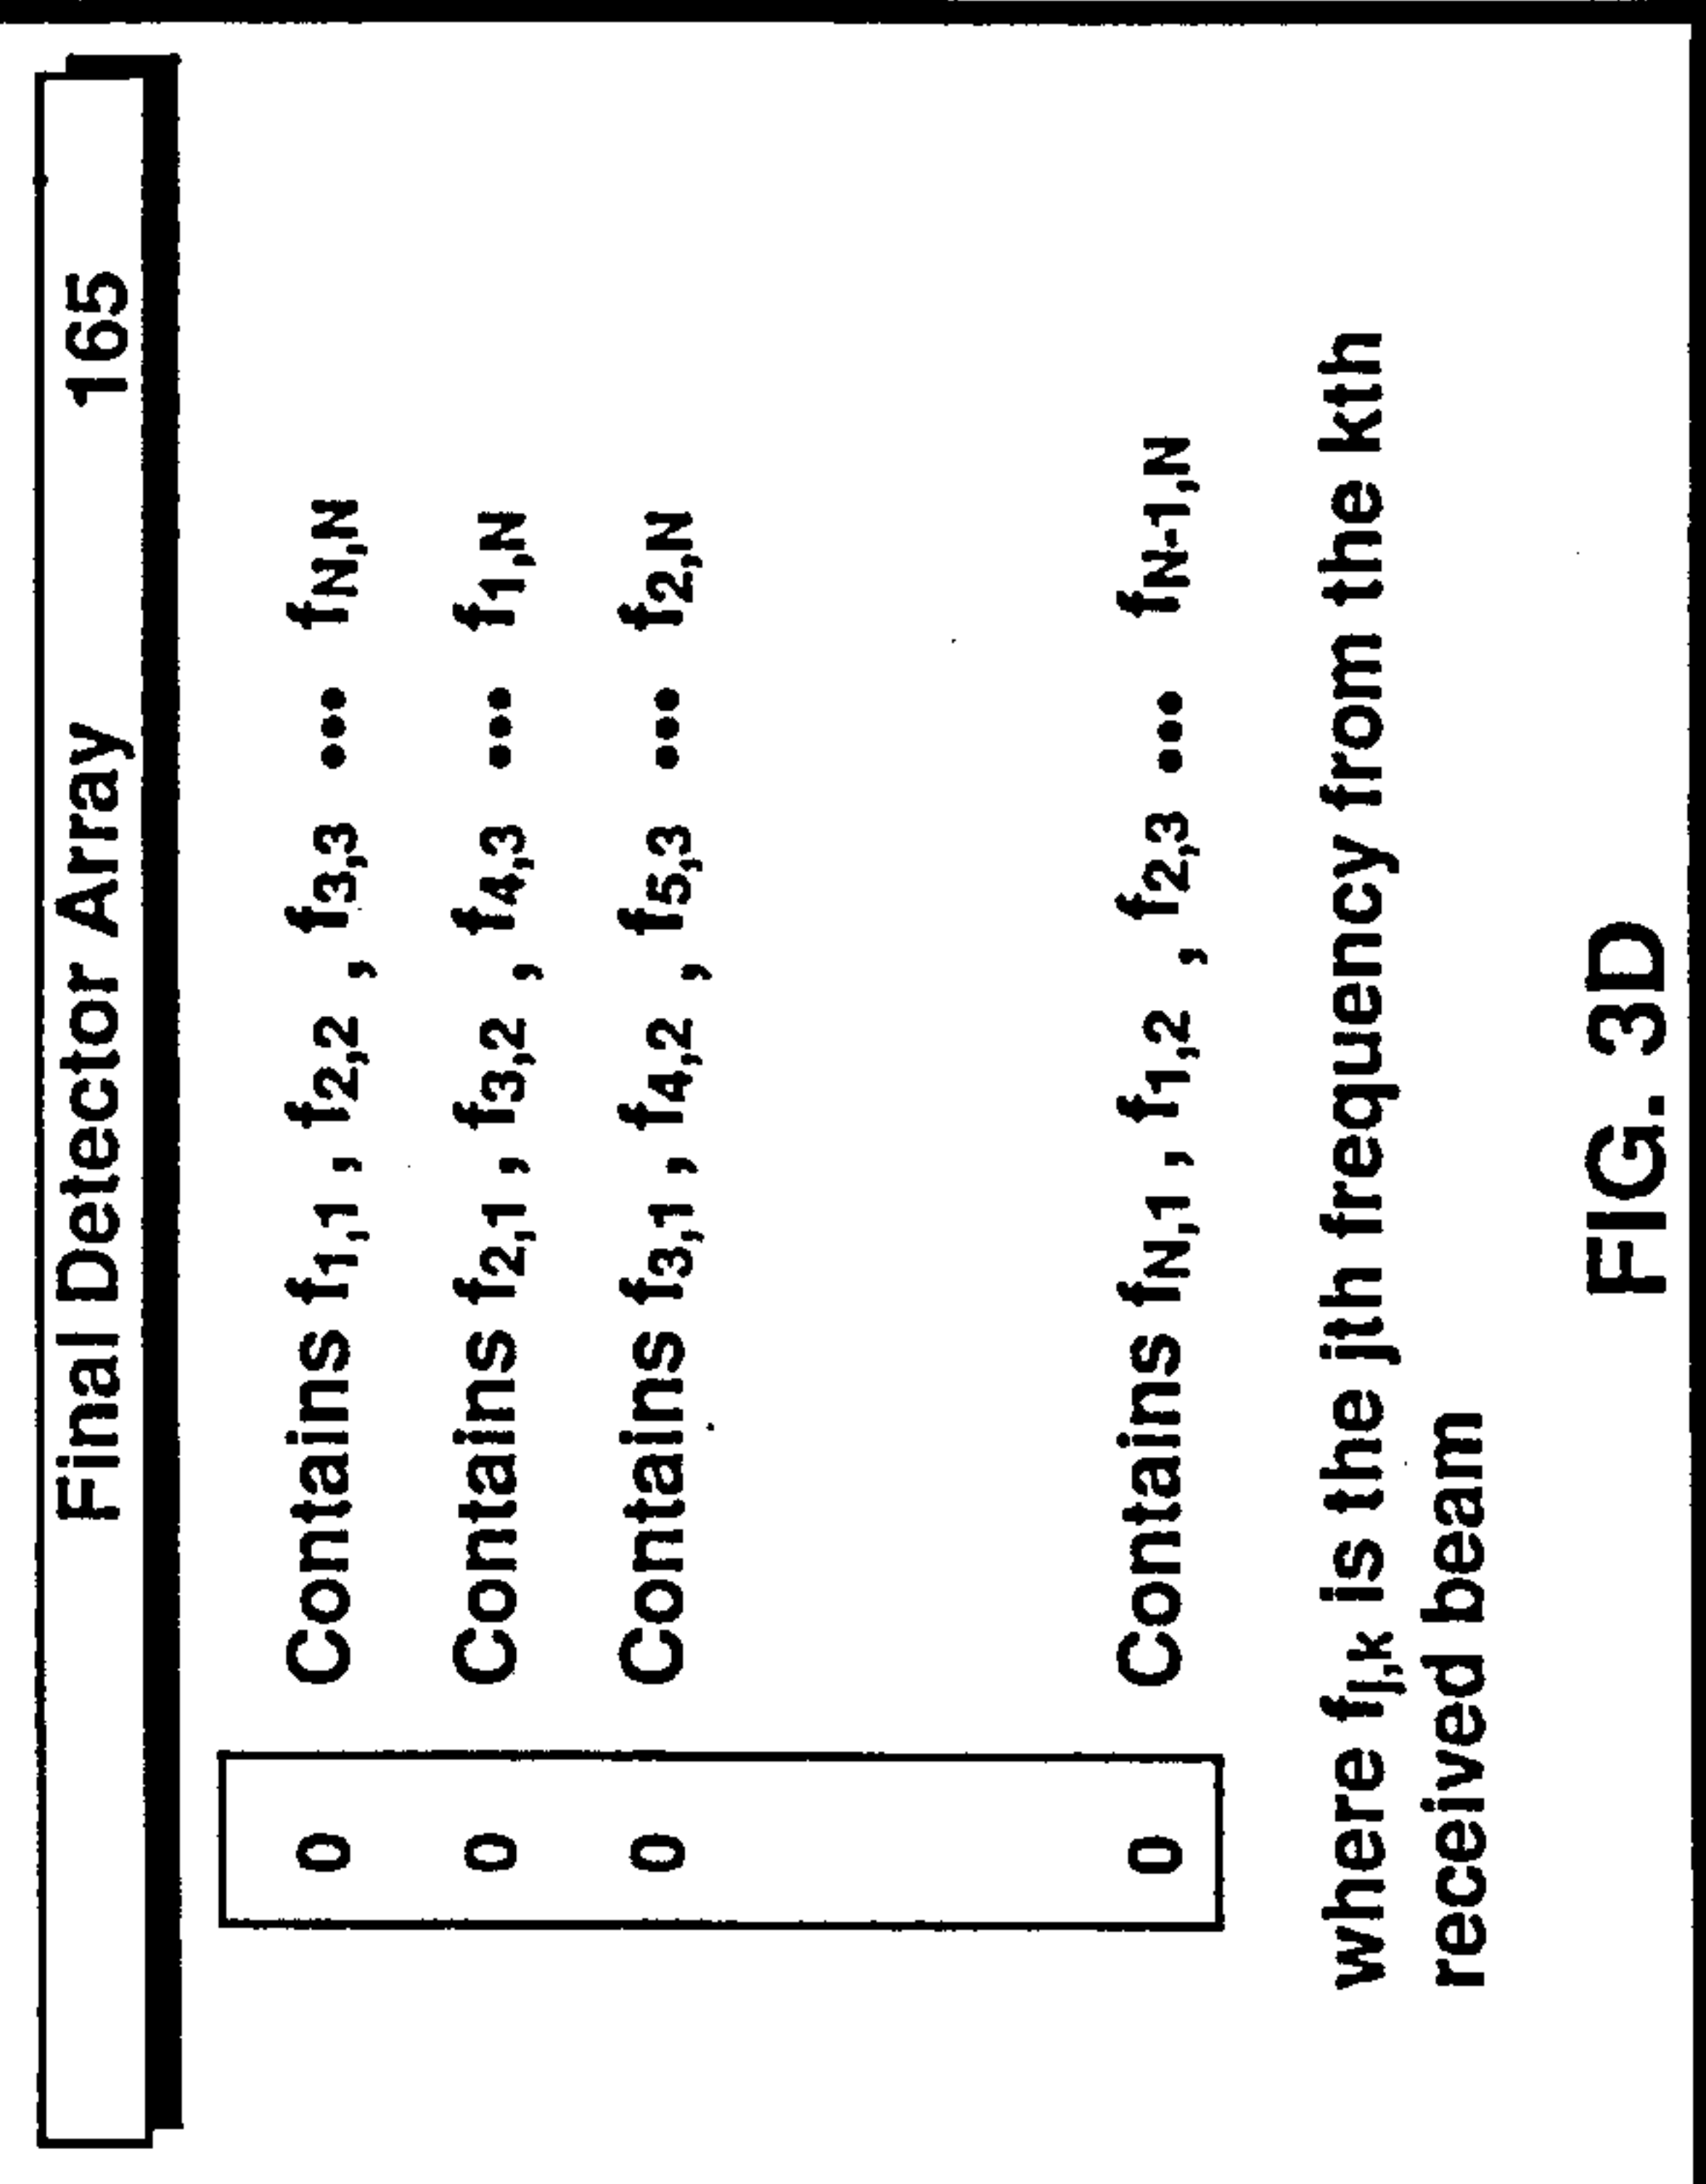 Final Detector Array 165
0 Contains f1,1 , f2,2 , f3,3 ••• fN,N
0 Contains f2,1 , f3,2 , f4,3 ••• f1,N
0 Contains f3,1 , f4,2 , f5,3 ••• f2,N
0 Contains fN,1 , f1,2 , f2,3 ••• fN-1,N
where fj,k is the jth frequency from the kth
received beam
FIG. 3D